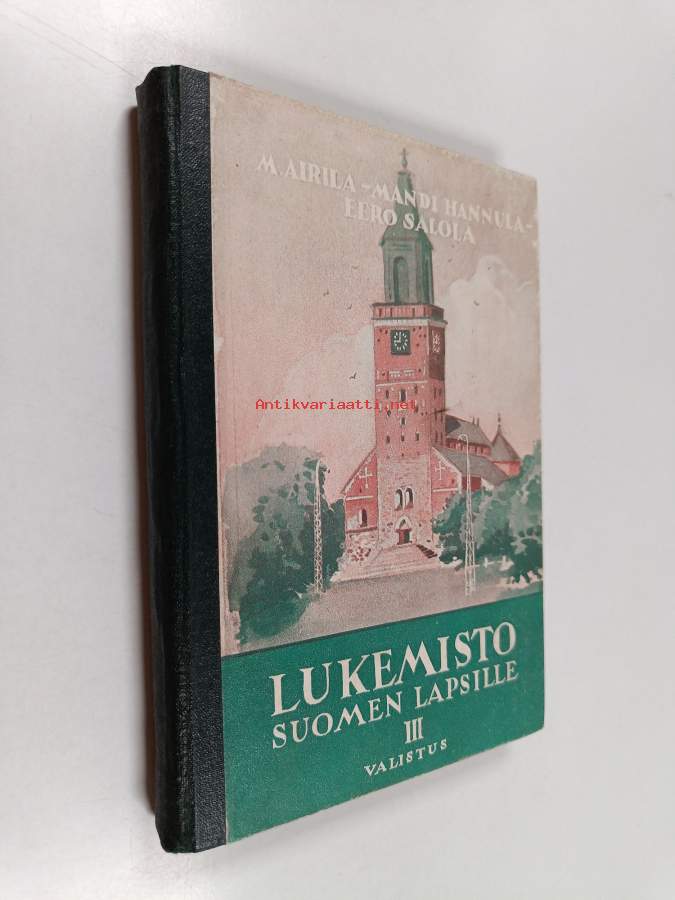 M. AIRILA – MANDI HANNULA –
EERO SALOLA
Antikvariaatti.net
LUKEMISTO
SUOMEN LAPSILLE
III
VALISTUS